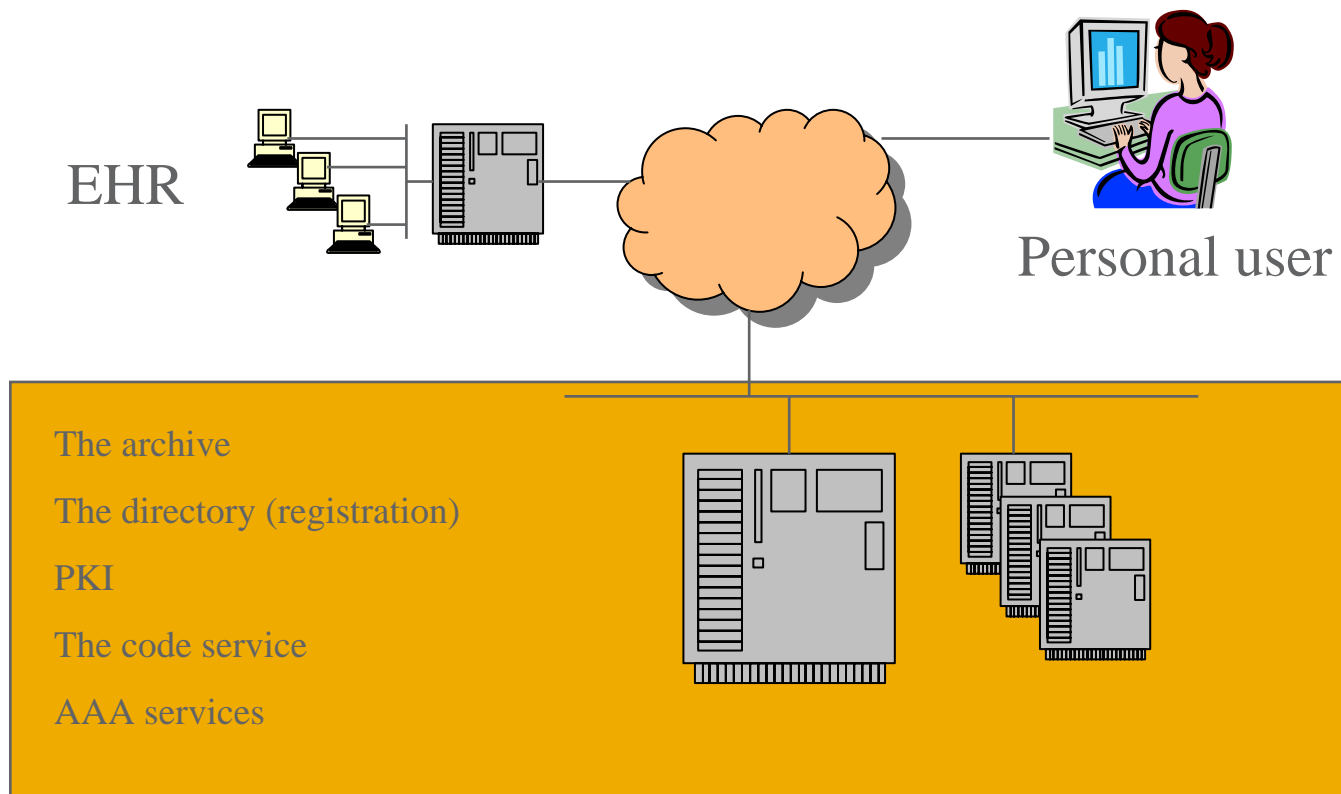 EHR
Personal user
The archive
The directory (registration)
PKI
The code service
AAA services